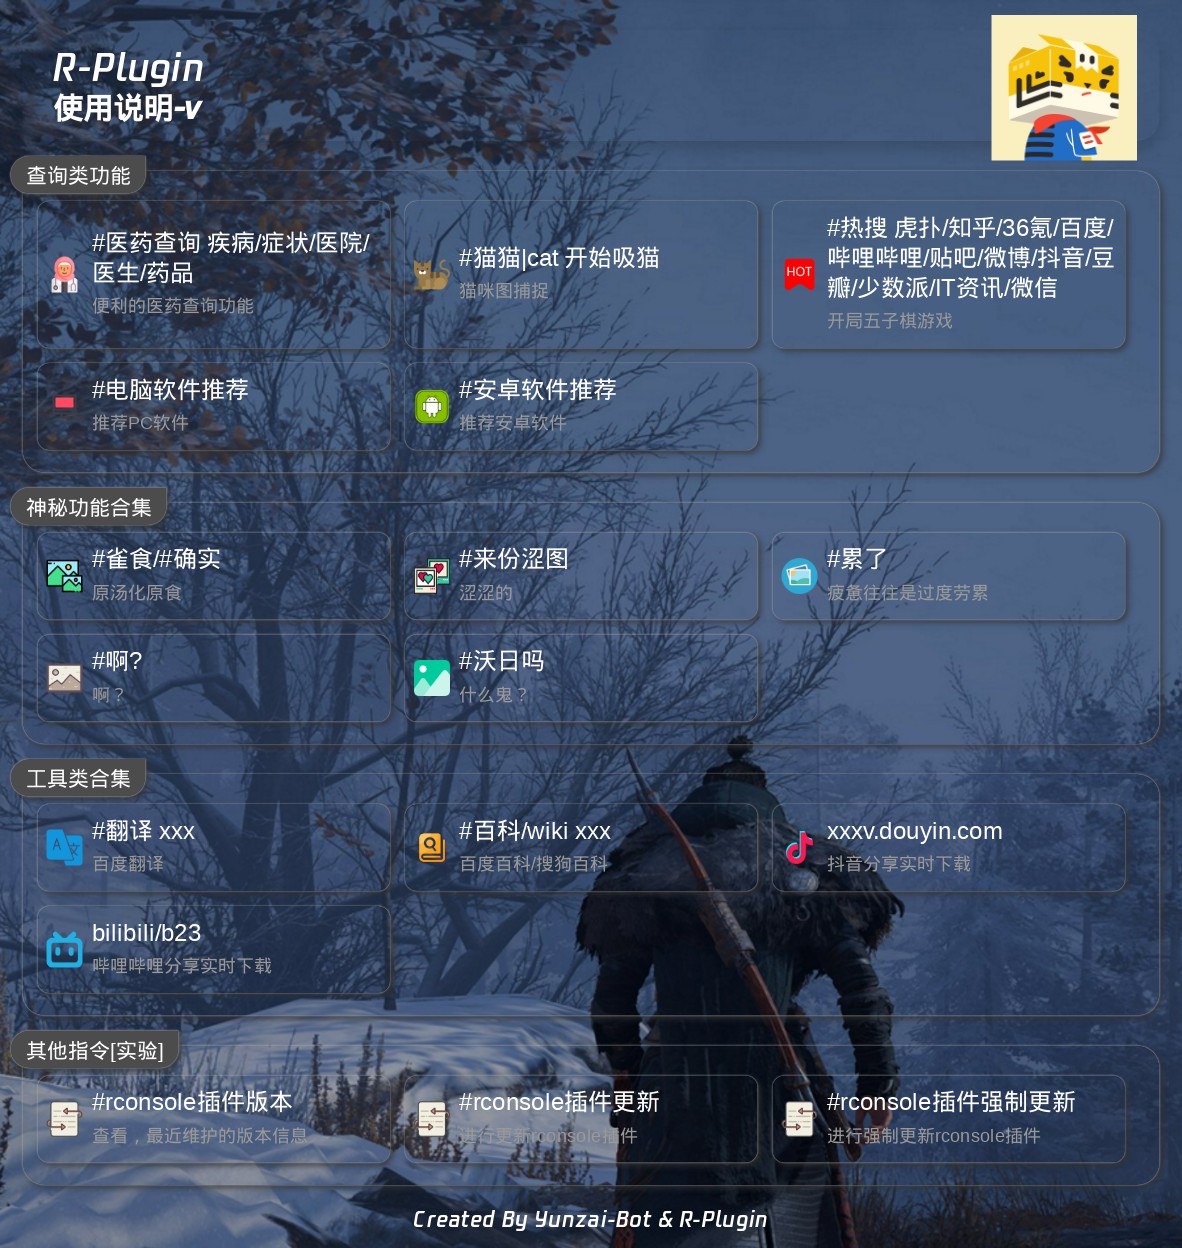 R-Plugin
使用说明-v
查询类功能
#医药查询 疾病/症状/医院/
医生/药品
便利的医药查询功能
#猫猫|cat 开始吸猫
猫咪图捕捉
HOT
#热搜 虎扑/知乎/36氪/百度/
哔哩哔哩/贴吧/微博/抖音/豆
瓣/少数派/IT资讯/微信
开局五子棋游戏
#电脑软件推荐
推荐PC软件
#安卓软件推荐
推荐安卓软件
神秘功能合集
#雀食/#确实
原汤化原食
#来份涩图
涩涩的
#累了
疲惫往往是过度劳累
#啊?
啊？
#沃日吗
什么鬼？
工具类合集
#翻译 xxx
百度翻译
#百科/wiki xxx
百度百科/搜狗百科
xxxv.douyin.com
抖音分享实时下载
bilibili/b23
哔哩哔哩分享实时下载
其他指令[实验]
#rconsole插件版本
查看，最近维护的版本信息
#rconsole插件更新
进行更新rconsole插件
#rconsole插件强制更新
进行强制更新rconsole插件
Created By Yunzai-Bot & R-Plugin